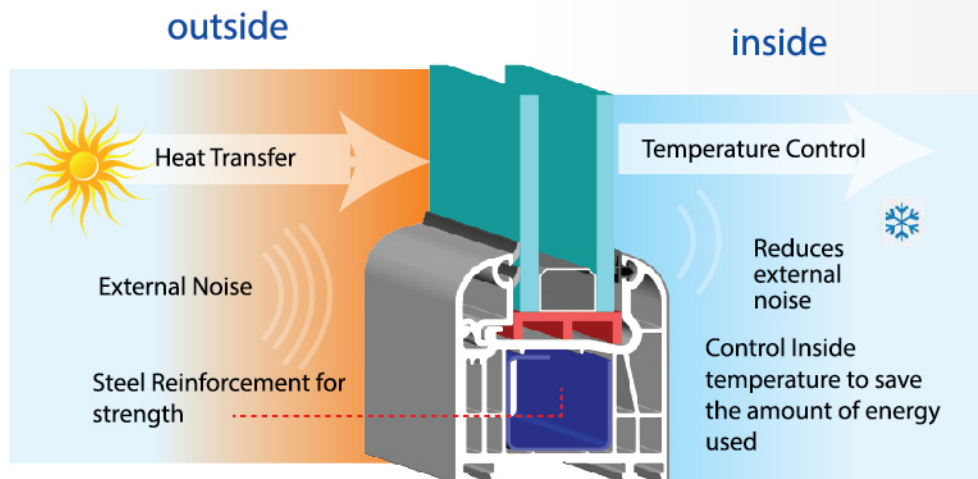 outside
inside
Heat Transfer
Temperature Control
External Noise
Reduces
external
noise
Steel Reinforcement for
strength
Control Inside
temperature to save
the amount of energy
used